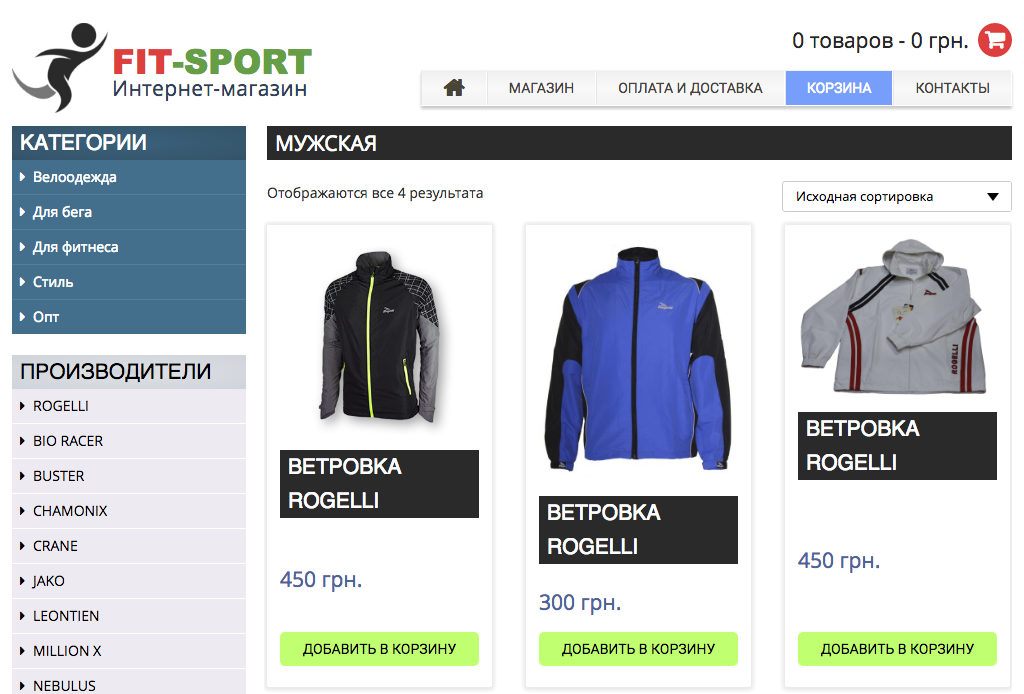 FIT-SPORT
Интернет-магазин
0 товаров - 0 грн.
МАГАЗИН
ОПЛАТА И ДОСТАВКА
КОРЗИНА
КОНТАКТЫ
КАТЕГОРИИ
Велоодежда
Для бега
Для фитнеса
Стиль
Опт
ПРОИЗВОДИТЕЛИ
ROGELLI
BIO RACER
BUSTER
CHAMONIX
CRANE
JAKO
LEONTIEN
MILLION X
NEBULUS
МУЖСКАЯ
Отображаются все 4 результата
Исходная сортировка
ВЕТРОВКА
ROGELLI
450 грн.
ДОБАВИТЬ В КОРЗИНУ
ВЕТРОВКА
ROGELLI
300 грн.
ДОБАВИТЬ В КОРЗИНУ
ROGELLI
ВЕТРОВКА
ROGELLI
450 грн.
ДОБАВИТЬ В КОРЗИНУ